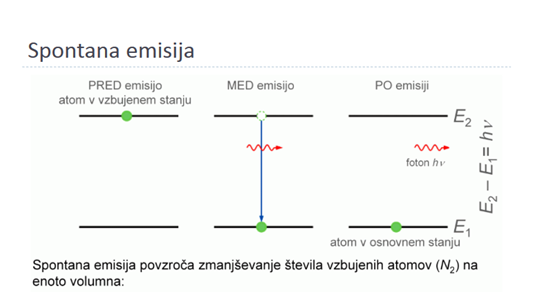 Spontana emisija
PRED emisijo
atom v vzbujenem stanju
MED emisijo
PO emisiji
E₂
foton hν
E₂ – E₁= hν
E₁
atom v osnovnem stanju
Spontana emisija povzroča zmanjševanje števila vzbujenih atomov (N₂) na
enoto volumna: